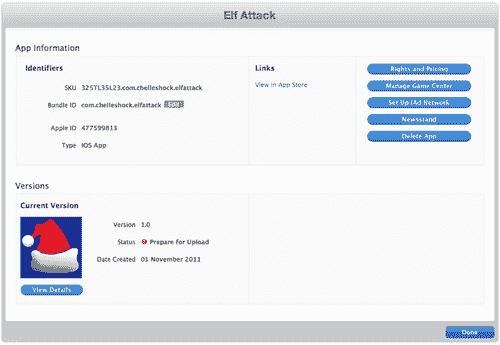 Elf Attack
App Information
Identifiers
SKU 325TL35L23.com.chelleshock.elfattack
Bundle ID com.chelleshock.elfattack Edit
Apple ID 477599813
Type iOS App
Links
View in App Store
Rights and Pricing
Manage Game Center
Set Up iAd Network
Newsstand
Delete App
Versions
Current Version
Version 1.0
Status Prepare for Upload
Date Created 01 November 2011
View Details
Done